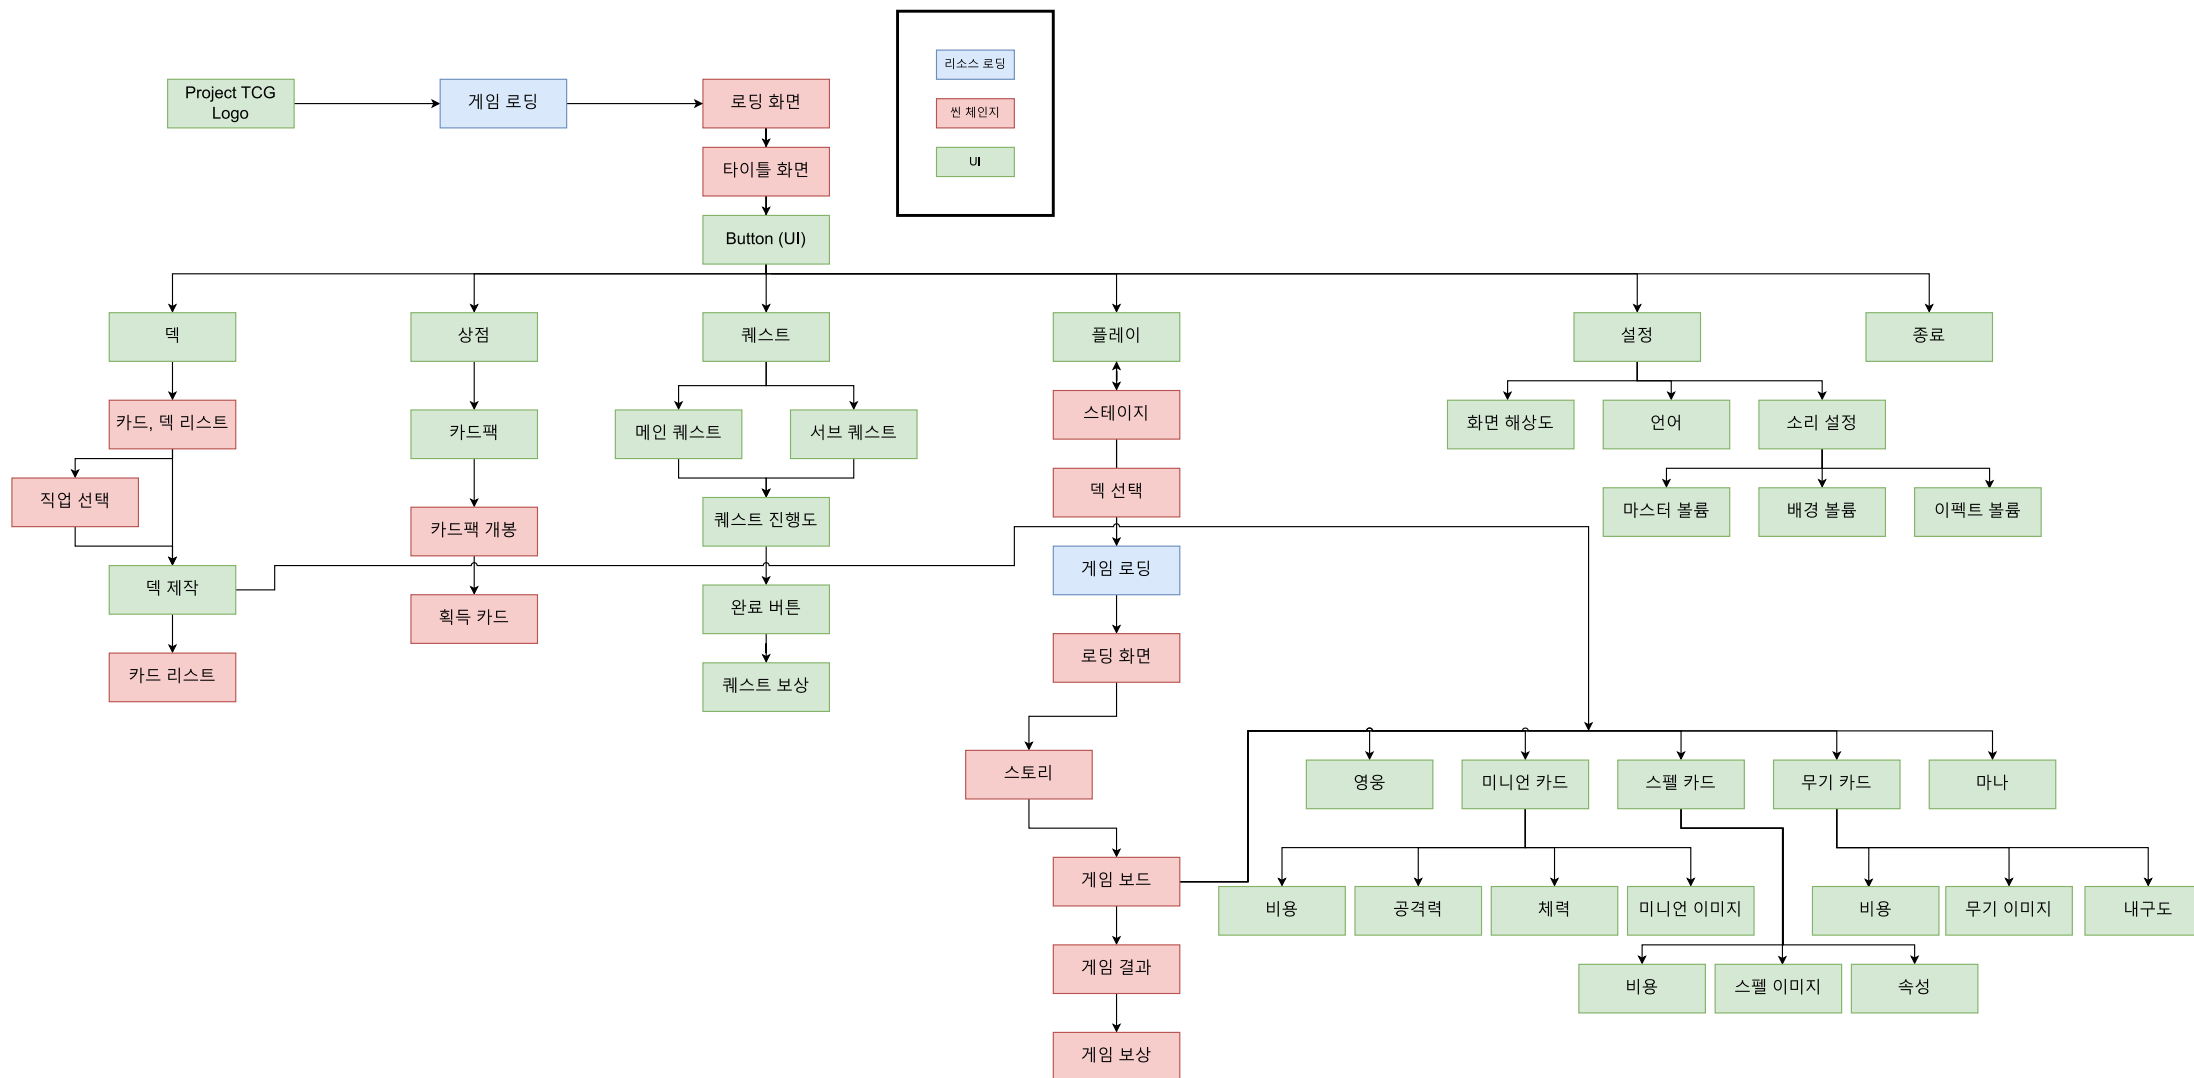 리소스 로딩
씬 체인지
UI
Project TCG
Logo
게임 로딩
로딩 화면
타이틀 화면
Button (UI)
덱
상점
퀘스트
플레이
설정
종료
카드, 덱 리스트
카드팩
메인 퀘스트
서브 퀘스트
스테이지
화면 해상도
언어
소리 설정
직업 선택
카드팩 개봉
퀘스트 진행도
덱 선택
마스터 볼륨
배경 볼륨
이펙트 볼륨
덱 제작
획득 카드
완료 버튼
게임 로딩
카드 리스트
퀘스트 보상
로딩 화면
스토리
영웅
미니언 카드
스펠 카드
무기 카드
마나
게임 보드
비용
공격력
체력
미니언 이미지
비용
무기 이미지
내구도
게임 결과
비용
스펠 이미지
속성
게임 보상